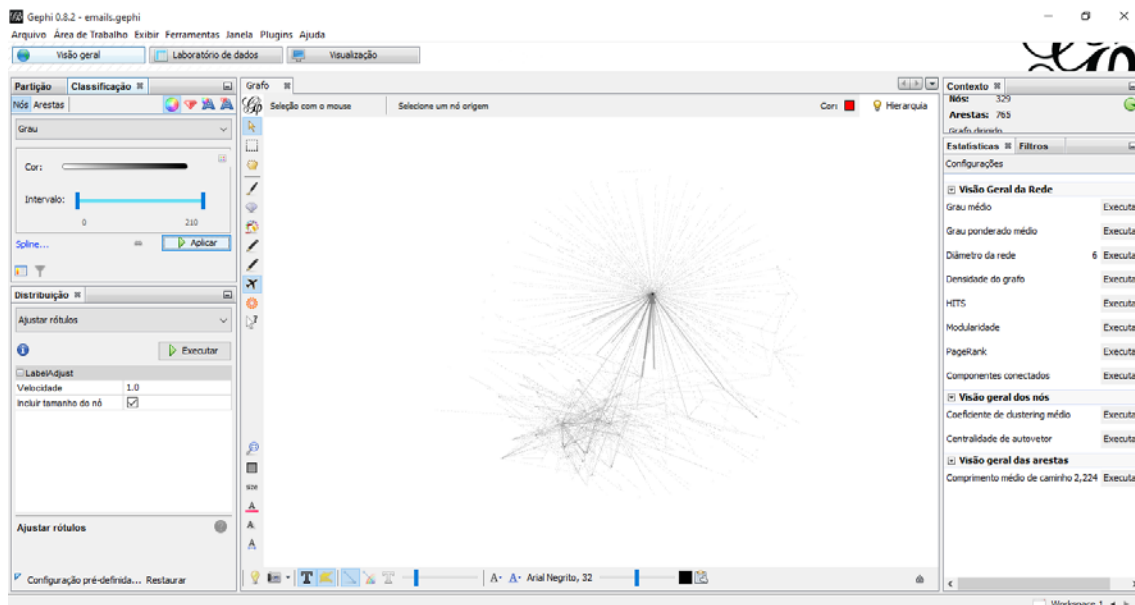 Gephi 0.8.2 - emails.gephi
Arquivo Área de Trabalho Exibir Ferramentas Janela Plugins Ajuda
Visão geral Laboratório de dados Visualização
Partição Classificação
Nós Arestas
Grau
Cor:
Intervalo:
0 210
Spline... Aplicar
Distribuição
Ajustar rótulos
Executar
LabelAdjust
Velocidade 1.0
Incluir tamanho do nó
Ajustar rótulos
Configuração pré-definida... Restaurar
Grafo
Seleção com o mouse Selecione um nó origem Cor: Hierarquia
SIZE
A
A
A
T T A- A- Arial Negrito, 32
Contexto
Nós: 329
Arestas: 765
Grafo dirigido
Estatísticas Filtros
Configurações
Visão Geral da Rede
Grau médio Executa
Grau ponderado médio Executa
Diâmetro da rede 6 Executa
Densidade do grafo Executa
HITS Executa
Modularidade Executa
PageRank Executa
Componentes conectados Executa
Visão geral dos nós
Coeficiente de clustering médio Executa
Centralidade de autovetor Executa
Visão geral das arestas
Comprimento médio de caminho 2,224 Executa
Workspace 1